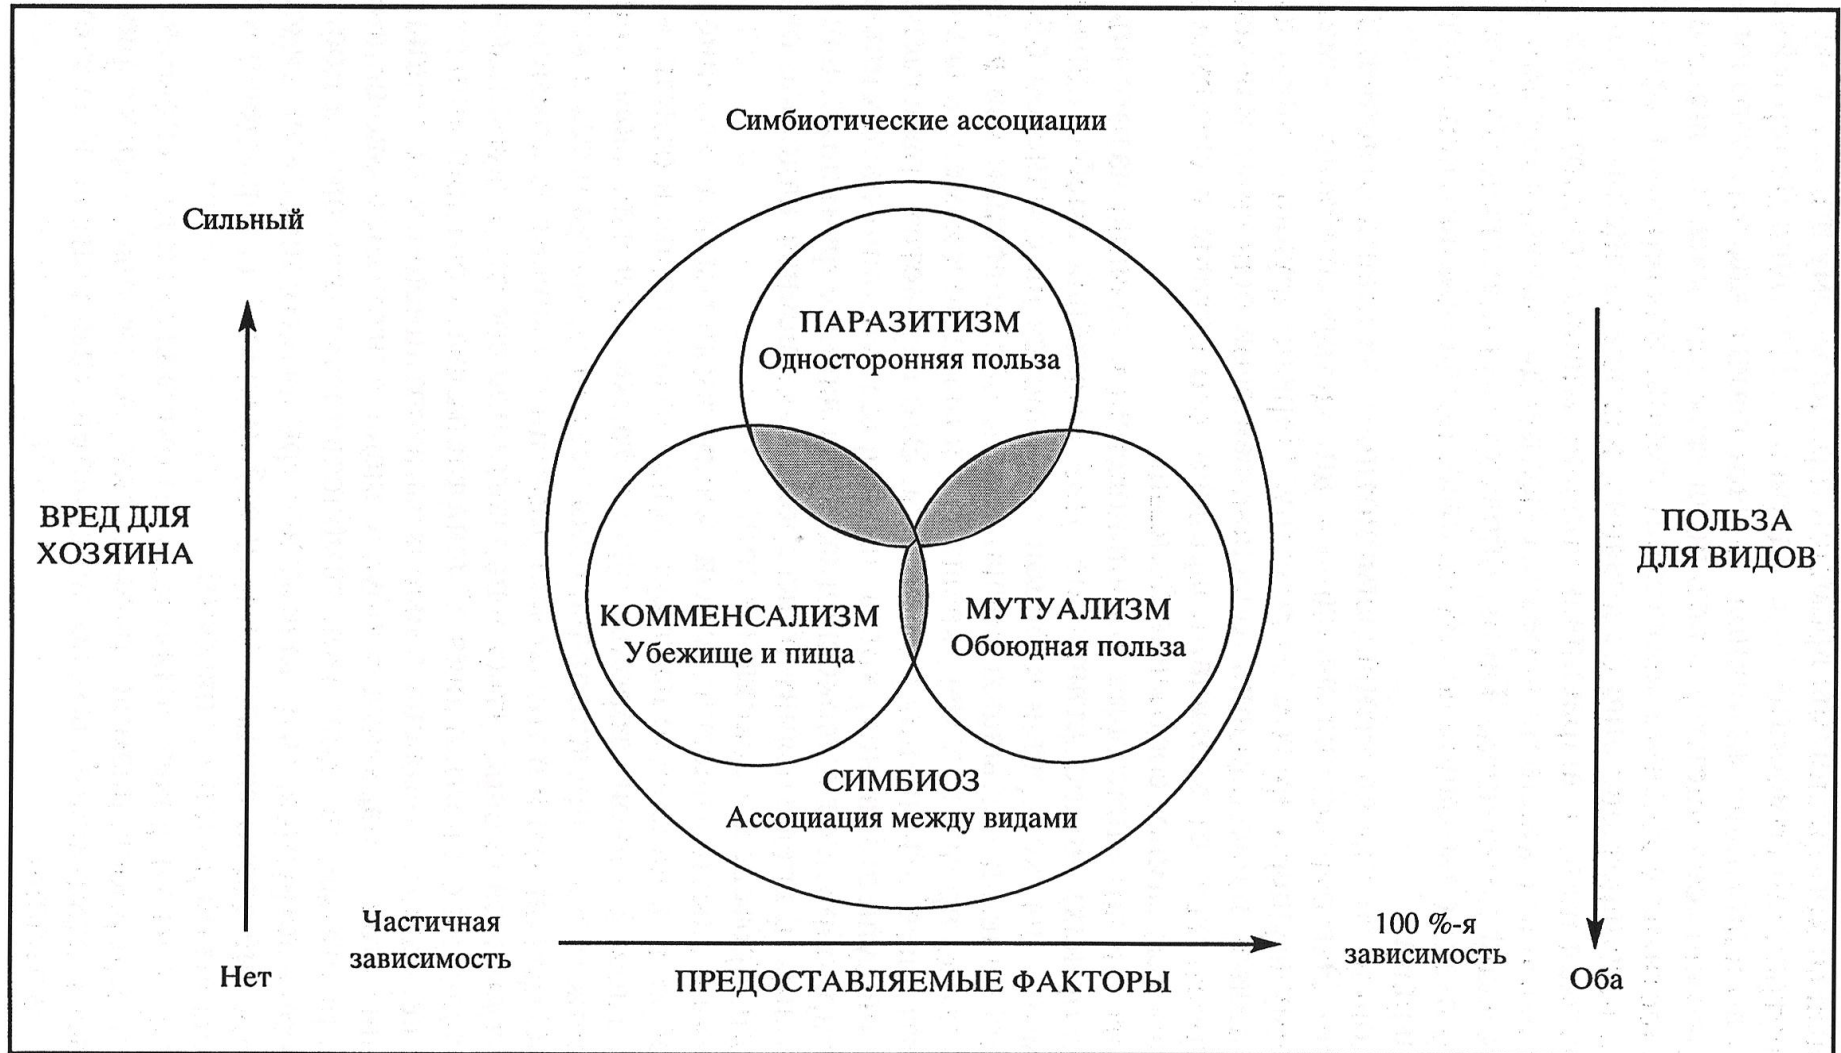 Симбиотические ассоциации
Сильный
ПАРАЗИТИЗМ
Односторонняя польза
ВРЕД ДЛЯ
ХОЗЯИНА
ПОЛЬЗА
ДЛЯ ВИДОВ
КОММЕНСАЛИЗМ
Убежище и пища
МУТУАЛИЗМ
Обоюдная польза
СИМБИОЗ
Ассоциация между видами
Частичная
зависимость
100 %-я
зависимость
Нет
ПРЕДОСТАВЛЯЕМЫЕ ФАКТОРЫ
Оба